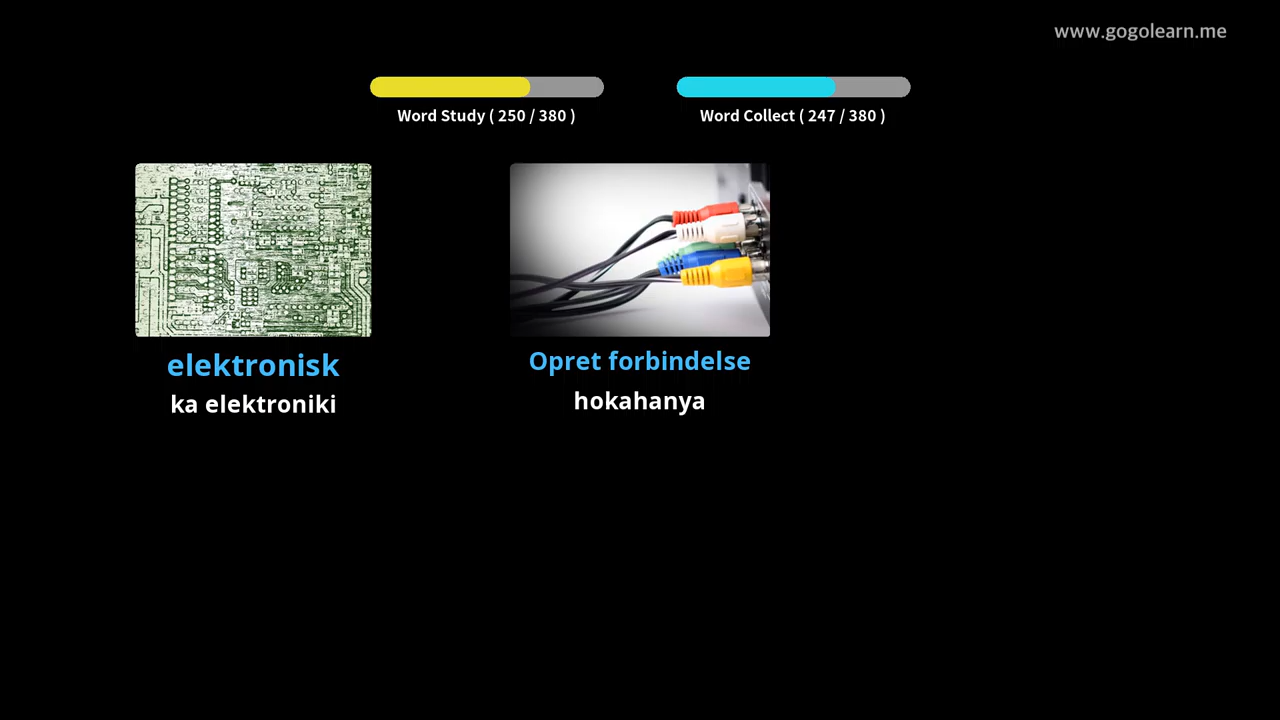 www.gogolearn.me
Word Study ( 250 / 380 )
Word Collect ( 247 / 380 )
elektronisk
ka elektroniki
Opret forbindelse
hokahanya